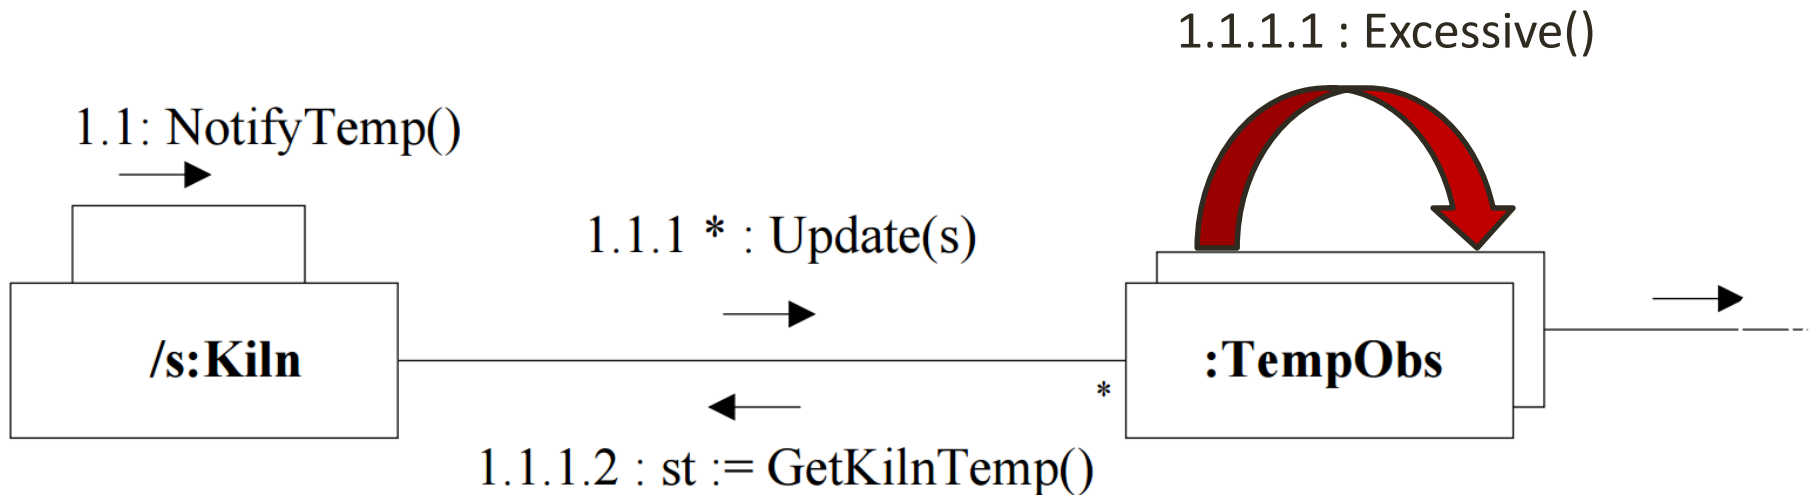 1.1.1.1 : Excessive()
1.1: NotifyTemp()
1.1.1 * : Update(s)
/s:Kiln
:TempObs
*
1.1.1.2 : st := GetKilnTemp()